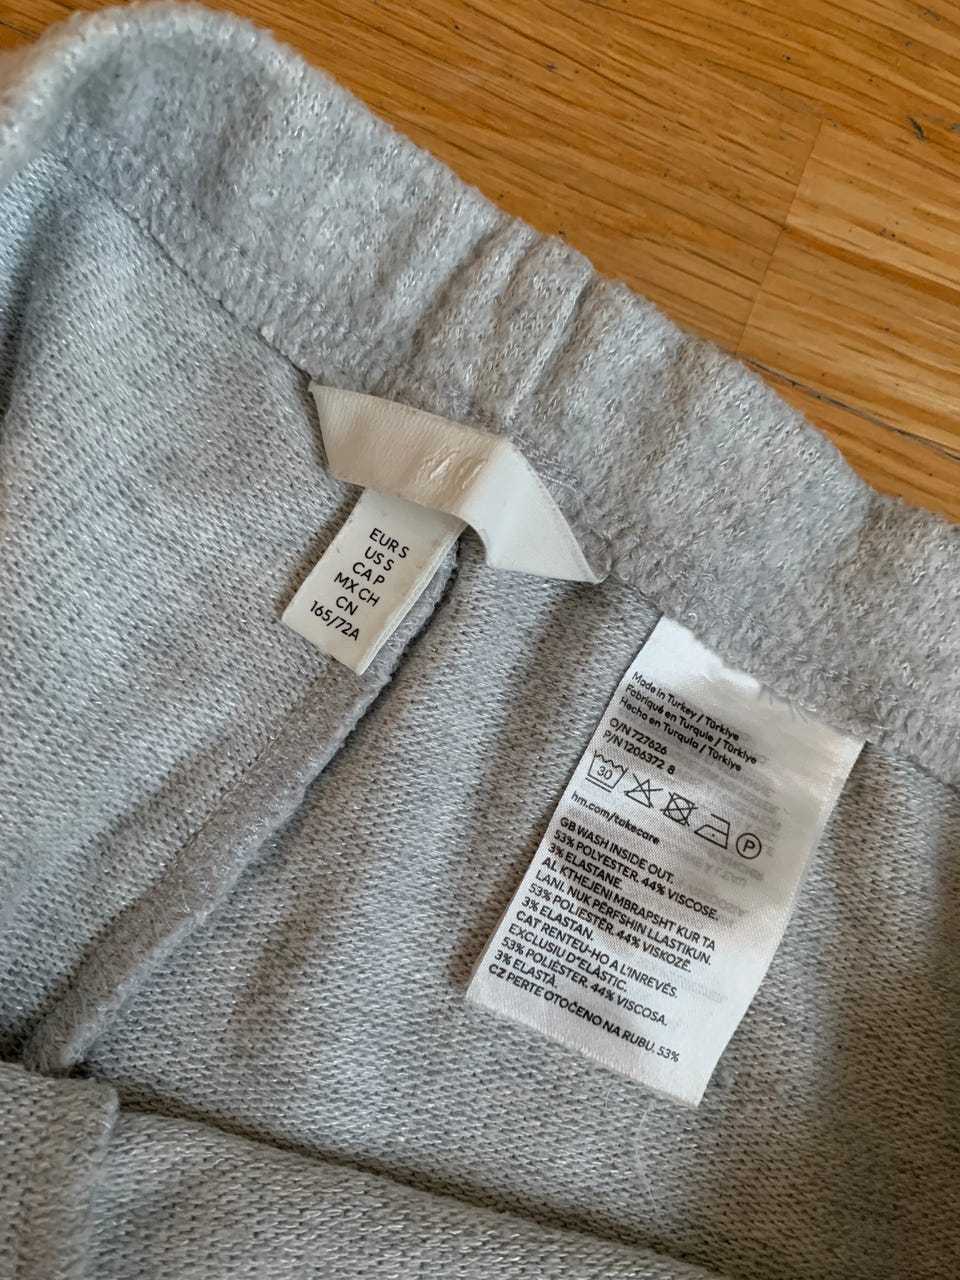 EUR S
US S
CA P
MX CH
CN
165/72A
Made in Turkey / Türkiye
Fabriqué en Turquie / Türkiye
Hecho en Turquía / Türkiye
O/N 727626
P/N 1206372 8
30
P
hm.com/takecare
GB WASH INSIDE OUT.
53% POLYESTER. 44% VISCOSE.
3% ELASTANE.
AL KTHEJENI MBRAPSHT KUR TA
LANI. NUK PËRFSHIN LLASTIKUN.
53% POLIESTËR. 44% VISKOZË.
3% ELASTAN.
CAT RENTEU-HO A L'INREVÉS.
EXCLUSIU D'ELÀSTIC.
53% POLIÈSTER. 44% VISCOSA.
3% ELASTÀ.
CZ PERTE OTOČENO NA RUBU. 53%